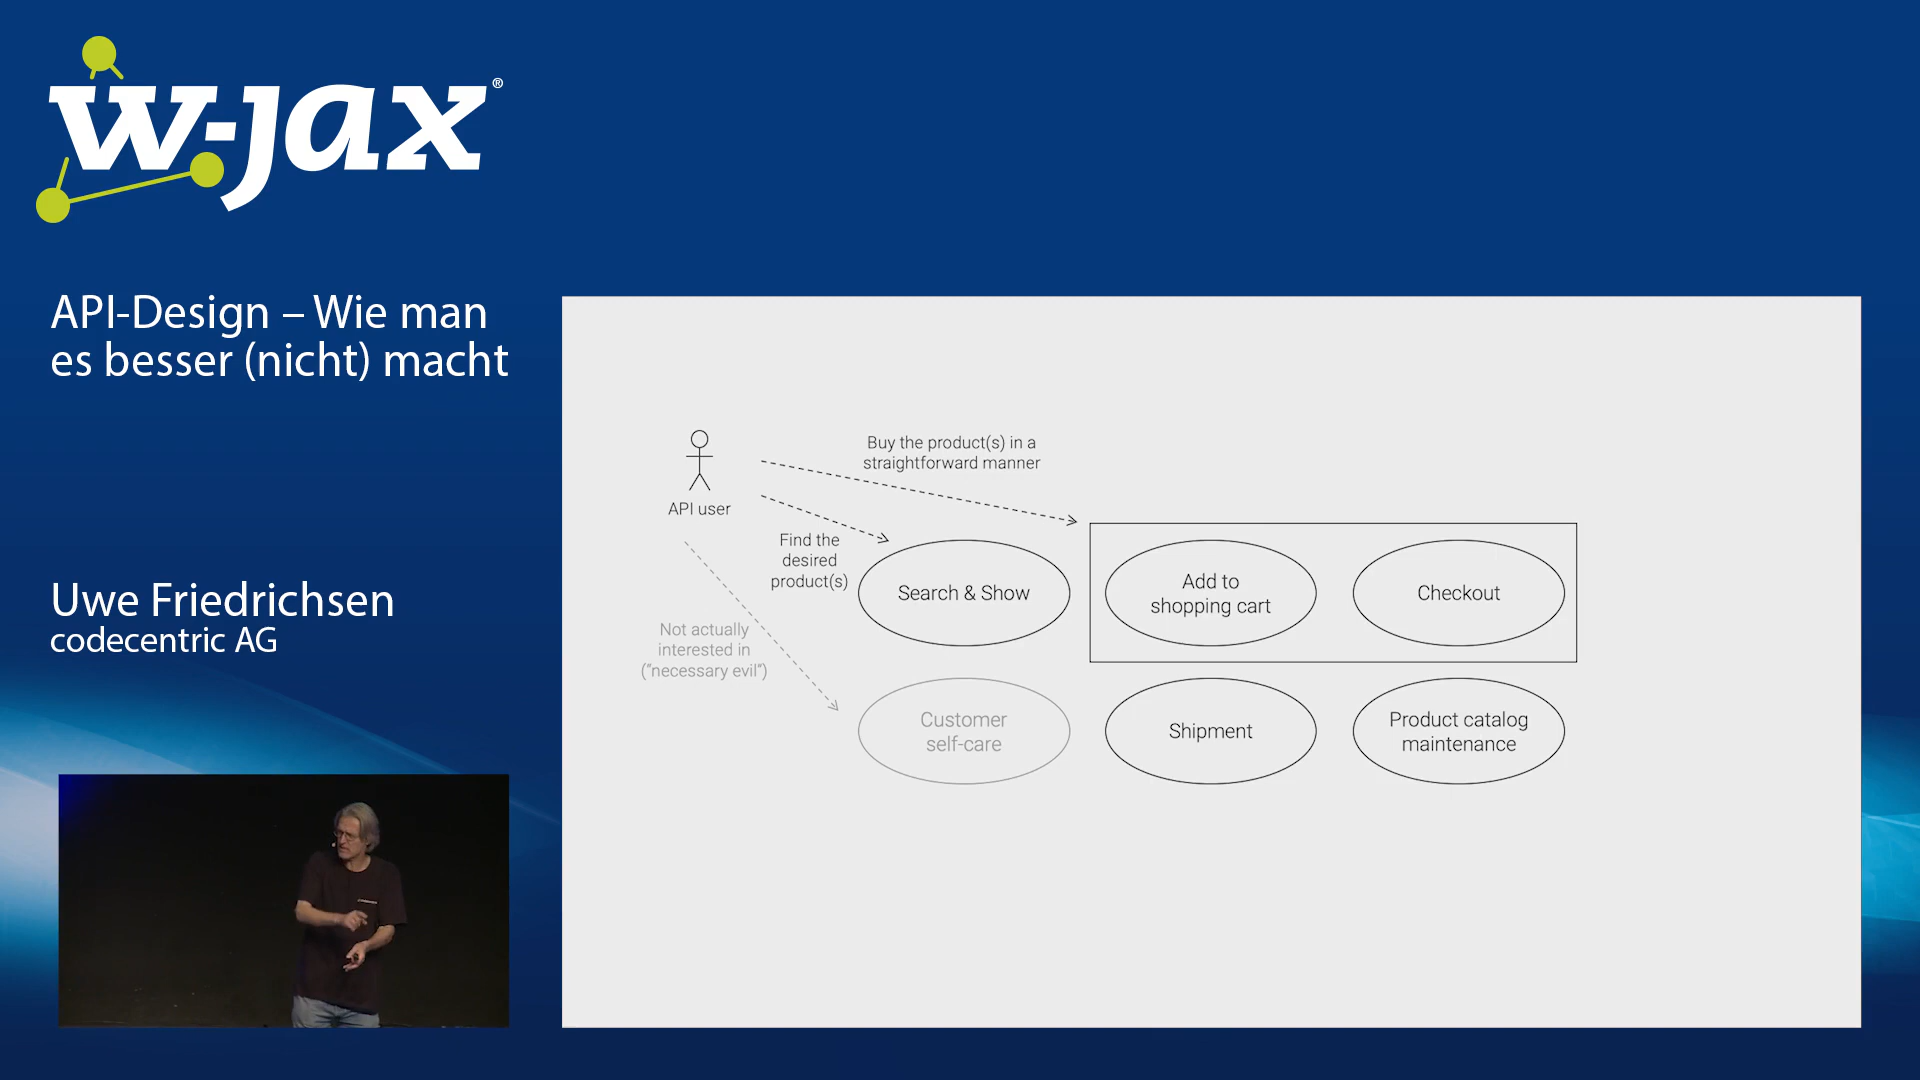 w-jax®
API-Design – Wie man
es besser (nicht) macht
Uwe Friedrichsen
codecentric AG
Buy the product(s) in a
straightforward manner
API user
Find the
desired
product(s)
Search & Show
Add to
shopping cart
Checkout
Not actually
interested in
("necessary evil")
Customer
self-care
Shipment
Product catalog
maintenance